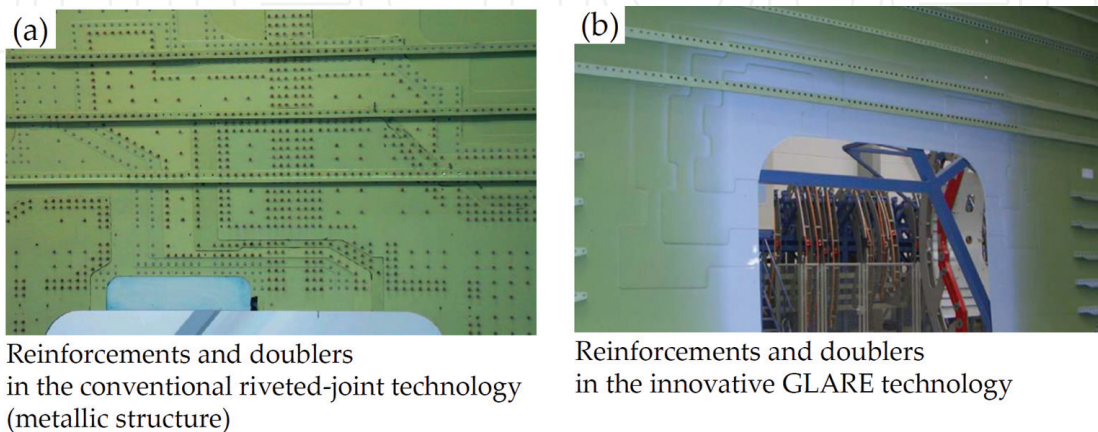 (a)
Reinforcements and doublers
in the conventional riveted-joint technology
(metallic structure)
(b)
Reinforcements and doublers
in the innovative GLARE technology